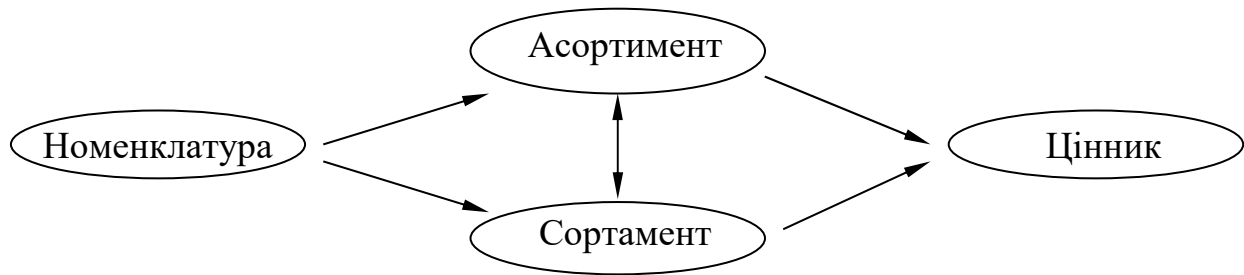 Асортимент
Номенклатура
Цінник
Сортамент